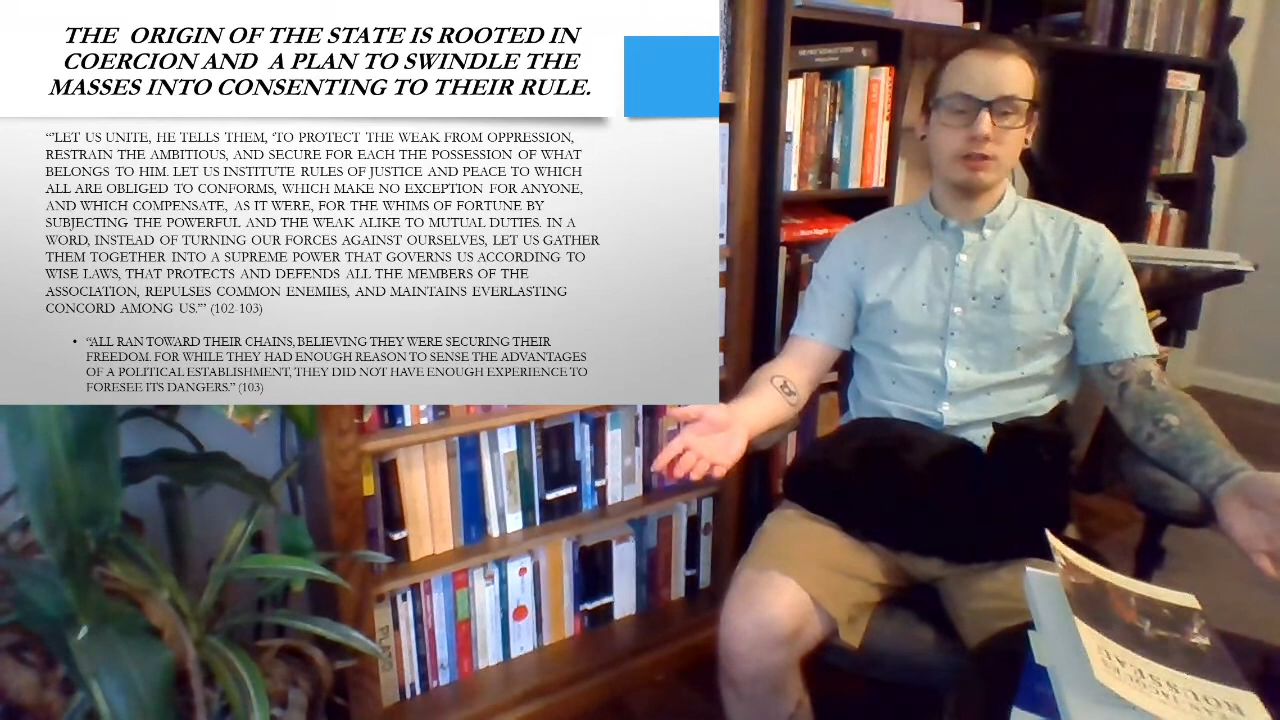 THE ORIGIN OF THE STATE IS ROOTED IN
COERCION AND A PLAN TO SWINDLE THE
MASSES INTO CONSENTING TO THEIR RULE.
“'LET US UNITE, HE TELLS THEM, 'TO PROTECT THE WEAK FROM OPPRESSION,
RESTRAIN THE AMBITIOUS, AND SECURE FOR EACH THE POSSESSION OF WHAT
BELONGS TO HIM. LET US INSTITUTE RULES OF JUSTICE AND PEACE TO WHICH
ALL ARE OBLIGED TO CONFORMS, WHICH MAKE NO EXCEPTION FOR ANYONE,
AND WHICH COMPENSATE, AS IT WERE, FOR THE WHIMS OF FORTUNE BY
SUBJECTING THE POWERFUL AND THE WEAK ALIKE TO MUTUAL DUTIES. IN A
WORD, INSTEAD OF TURNING OUR FORCES AGAINST OURSELVES, LET US GATHER
THEM TOGETHER INTO A SUPREME POWER THAT GOVERNS US ACCORDING TO
WISE LAWS, THAT PROTECTS AND DEFENDS ALL THE MEMBERS OF THE
ASSOCIATION, REPULSES COMMON ENEMIES, AND MAINTAINS EVERLASTING
CONCORD AMONG US.'” (102-103)
• “ALL RAN TOWARD THEIR CHAINS, BELIEVING THEY WERE SECURING THEIR
FREEDOM. FOR WHILE THEY HAD ENOUGH REASON TO SENSE THE ADVANTAGES
OF A POLITICAL ESTABLISHMENT, THEY DID NOT HAVE ENOUGH EXPERIENCE TO
FORESEE ITS DANGERS.” (103)
PLATO
JEAN-JACQUES
ROUSSEAU